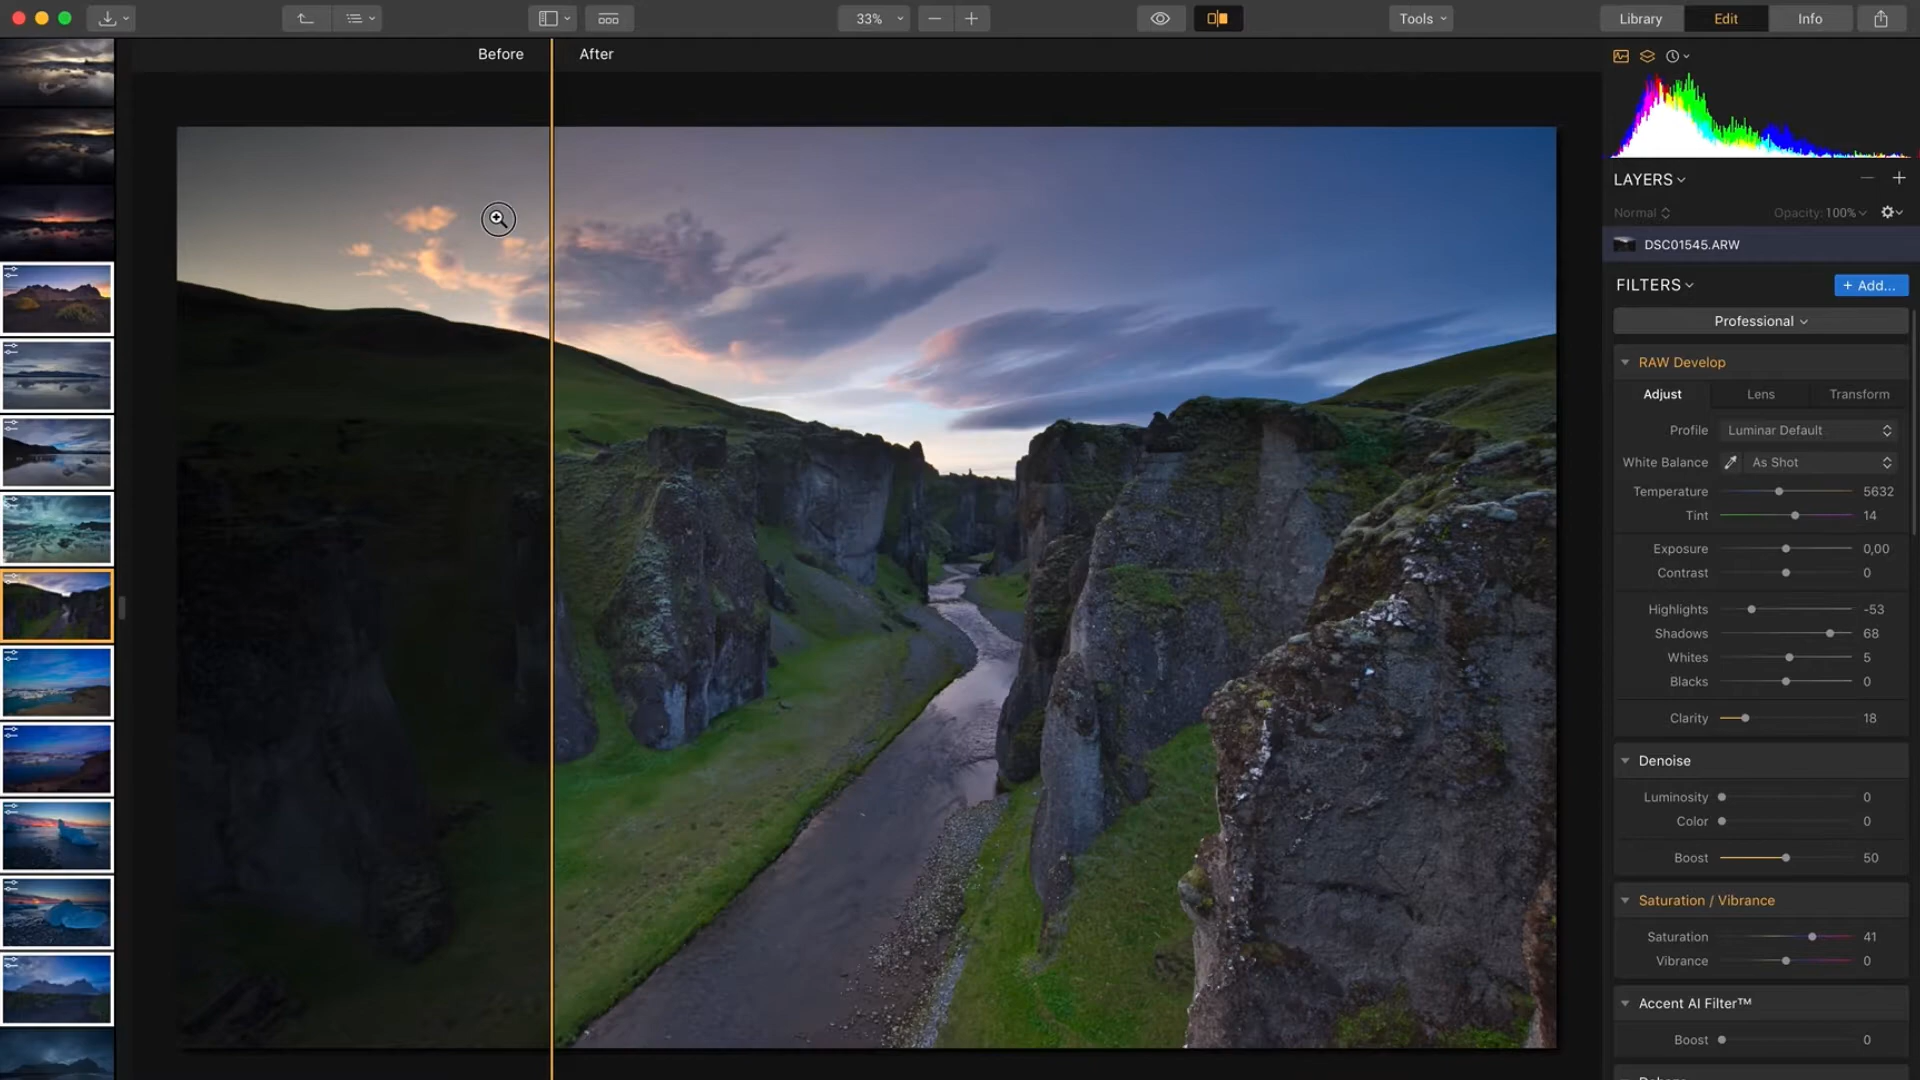 33%
Tools
Library
Edit
Info
Before
After
LAYERS
Normal
Opacity: 100%
DSC01545.ARW
FILTERS
+ Add...
Professional
RAW Develop
Adjust
Lens
Transform
Profile
Luminar Default
White Balance
As Shot
Temperature
5632
Tint
14
Exposure
0,00
Contrast
0
Highlights
-53
Shadows
68
Whites
5
Blacks
0
Clarity
18
Denoise
Luminosity
0
Color
0
Boost
50
Saturation / Vibrance
Saturation
41
Vibrance
0
Accent AI Filter™
Boost
0